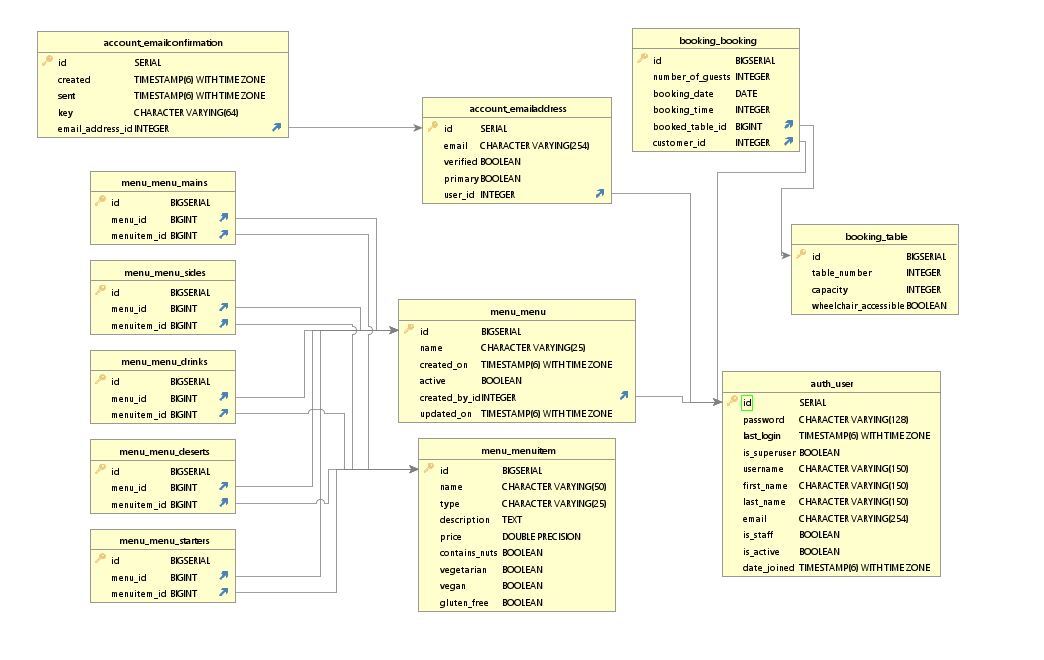 account_emailconfirmation
id SERIAL
created TIMESTAMP(6) WITH TIME ZONE
sent TIMESTAMP(6) WITH TIME ZONE
key CHARACTER VARYING(64)
email_address_id INTEGER
account_emailaddress
id SERIAL
email CHARACTER VARYING(254)
verified BOOLEAN
primary BOOLEAN
user_id INTEGER
booking_booking
id BIGSERIAL
number_of_guests INTEGER
booking_date DATE
booking_time INTEGER
booked_table_id BIGINT
customer_id INTEGER
menu_menu_mains
id BIGSERIAL
menu_id BIGINT
menuitem_id BIGINT
booking_table
id BIGSERIAL
table_number INTEGER
capacity INTEGER
wheelchair_accessible BOOLEAN
menu_menu_sides
id BIGSERIAL
menu_id BIGINT
menuitem_id BIGINT
menu_menu
id BIGSERIAL
name CHARACTER VARYING(25)
created_on TIMESTAMP(6) WITH TIME ZONE
active BOOLEAN
created_by_id INTEGER
updated_on TIMESTAMP(6) WITH TIME ZONE
menu_menu_drinks
id BIGSERIAL
menu_id BIGINT
menuitem_id BIGINT
auth_user
id SERIAL
password CHARACTER VARYING(128)
last_login TIMESTAMP(6) WITH TIME ZONE
is_superuser BOOLEAN
username CHARACTER VARYING(150)
first_name CHARACTER VARYING(150)
last_name CHARACTER VARYING(150)
email CHARACTER VARYING(254)
is_staff BOOLEAN
is_active BOOLEAN
date_joined TIMESTAMP(6) WITH TIME ZONE
menu_menu_deserts
id BIGSERIAL
menu_id BIGINT
menuitem_id BIGINT
menu_menuitem
id BIGSERIAL
name CHARACTER VARYING(50)
type CHARACTER VARYING(25)
description TEXT
price DOUBLE PRECISION
contains_nuts BOOLEAN
vegetarian BOOLEAN
vegan BOOLEAN
gluten_free BOOLEAN
menu_menu_starters
id BIGSERIAL
menu_id BIGINT
menuitem_id BIGINT